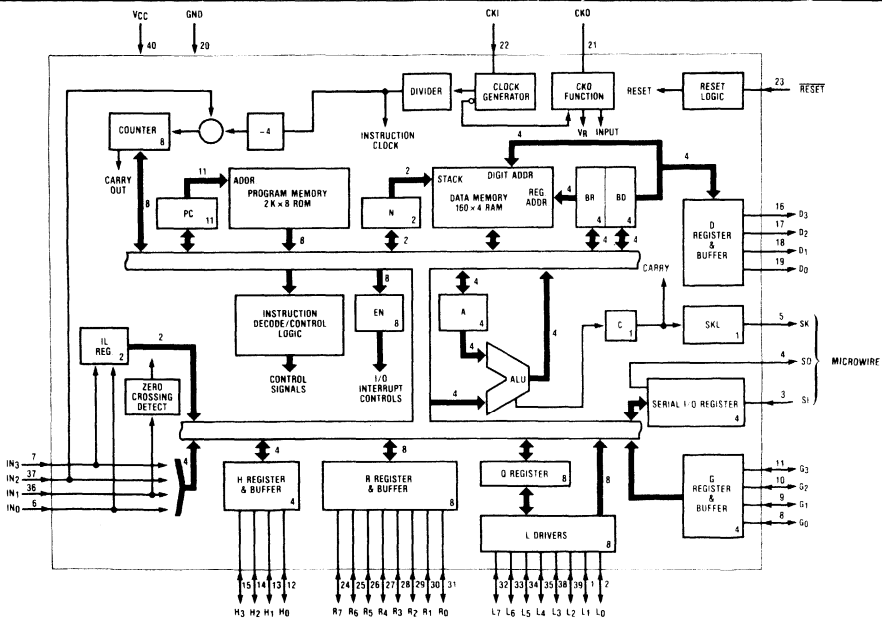 VCC
GND
CKI
CKO
40
20
22
21
DIVIDER
CLOCK
GENERATOR
CKO
FUNCTION
RESET
RESET
LOGIC
23
RESET
COUNTER
8
-4
INSTRUCTION
CLOCK
VR
INPUT
CARRY
OUT
4
4
11
ADDR
PROGRAM MEMORY
2K×8 ROM
2
STACK
DIGIT ADDR
DATA MEMORY
160×4 RAM
REG
ADDR
4
BR
BD
4
4
PC
11
N
2
8
8
2
4
4
D
REGISTER
&
BUFFER
4
16
D3
17
D2
18
D1
19
D0
CARRY
8
4
INSTRUCTION
DECODE/CONTROL
LOGIC
EN
8
A
4
4
4
4
ALU
C
1
SKL
1
5
SK
4
SO
3
SI
MICROWIRE
IL
REG
2
2
ZERO
CROSSING
DETECT
CONTROL
SIGNALS
I/O
INTERRUPT
CONTROLS
SERIAL I/O REGISTER
4
IN3
7
IN2
37
IN1
36
IN0
6
4
4
8
H REGISTER
& BUFFER
4
R REGISTER
& BUFFER
8
Q REGISTER
8
8
L DRIVERS
8
G
REGISTER
&
BUFFER
4
11
G3
10
G2
9
G1
8
G0
15
14
13
12
24
25
26
27
28
29
30
31
32
33
34
35
38
39
1
2
H3
H2
H1
H0
R7
R6
R5
R4
R3
R2
R1
R0
L7
L6
L5
L4
L3
L2
L1
L0